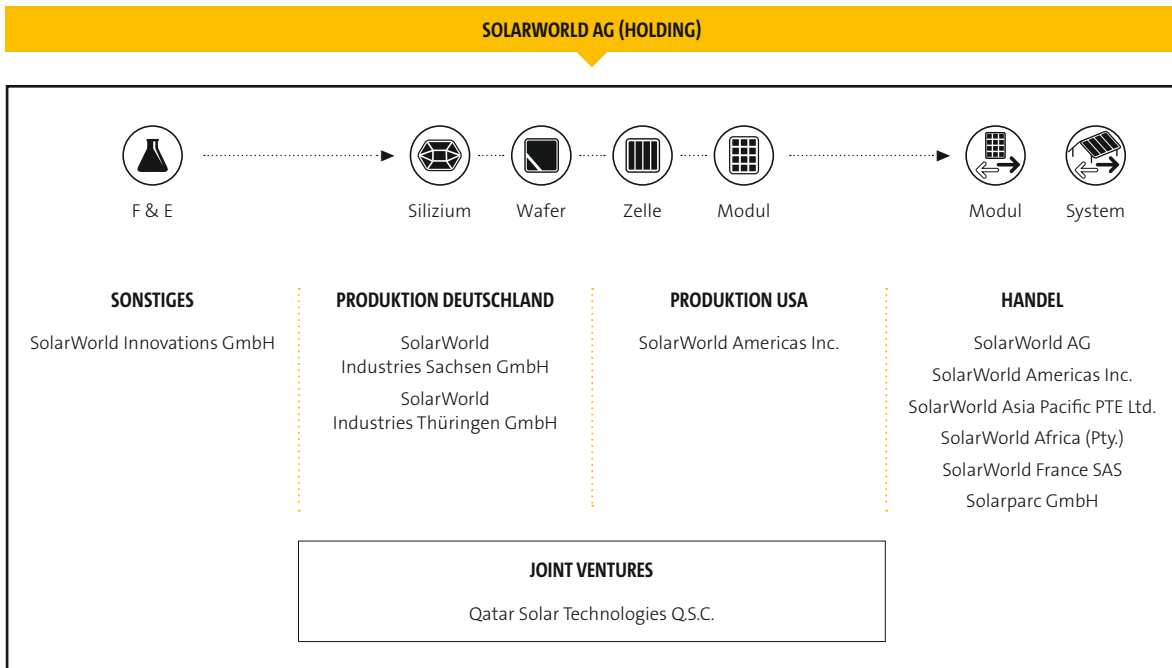 SOLARWORLD AG (HOLDING)
F & E
Silizium
Wafer
Zelle
Modul
Modul
System
SONSTIGES
SolarWorld Innovations GmbH
PRODUKTION DEUTSCHLAND
SolarWorld
Industries Sachsen GmbH
SolarWorld
Industries Thüringen GmbH
PRODUKTION USA
SolarWorld Americas Inc.
HANDEL
SolarWorld AG
SolarWorld Americas Inc.
SolarWorld Asia Pacific PTE Ltd.
SolarWorld Africa (Pty.)
SolarWorld France SAS
Solarparc GmbH
JOINT VENTURES
Qatar Solar Technologies Q.S.C.